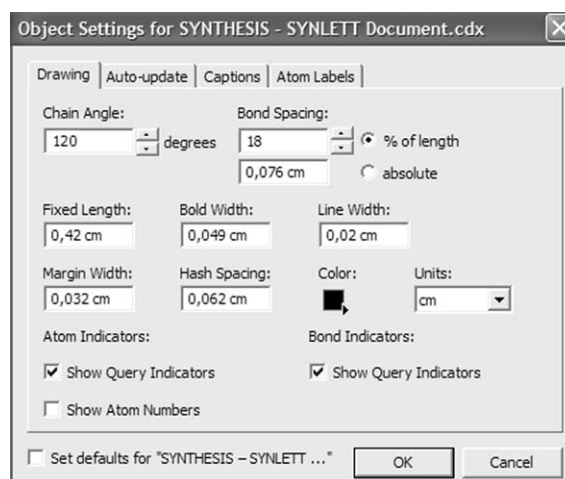 Object Settings for SYNTHESIS - SYNLETT Document.cdx
Drawing Auto-update Captions Atom Labels
Chain Angle: Bond Spacing:
120 degrees 18 % of length
0,076 cm absolute
Fixed Length: Bold Width: Line Width:
0,42 cm 0,049 cm 0,02 cm
Margin Width: Hash Spacing: Color: Units:
0,032 cm 0,062 cm cm
Atom Indicators: Bond Indicators:
Show Query Indicators Show Query Indicators
Show Atom Numbers
Set defaults for "SYNTHESIS – SYNLETT ..." OK Cancel